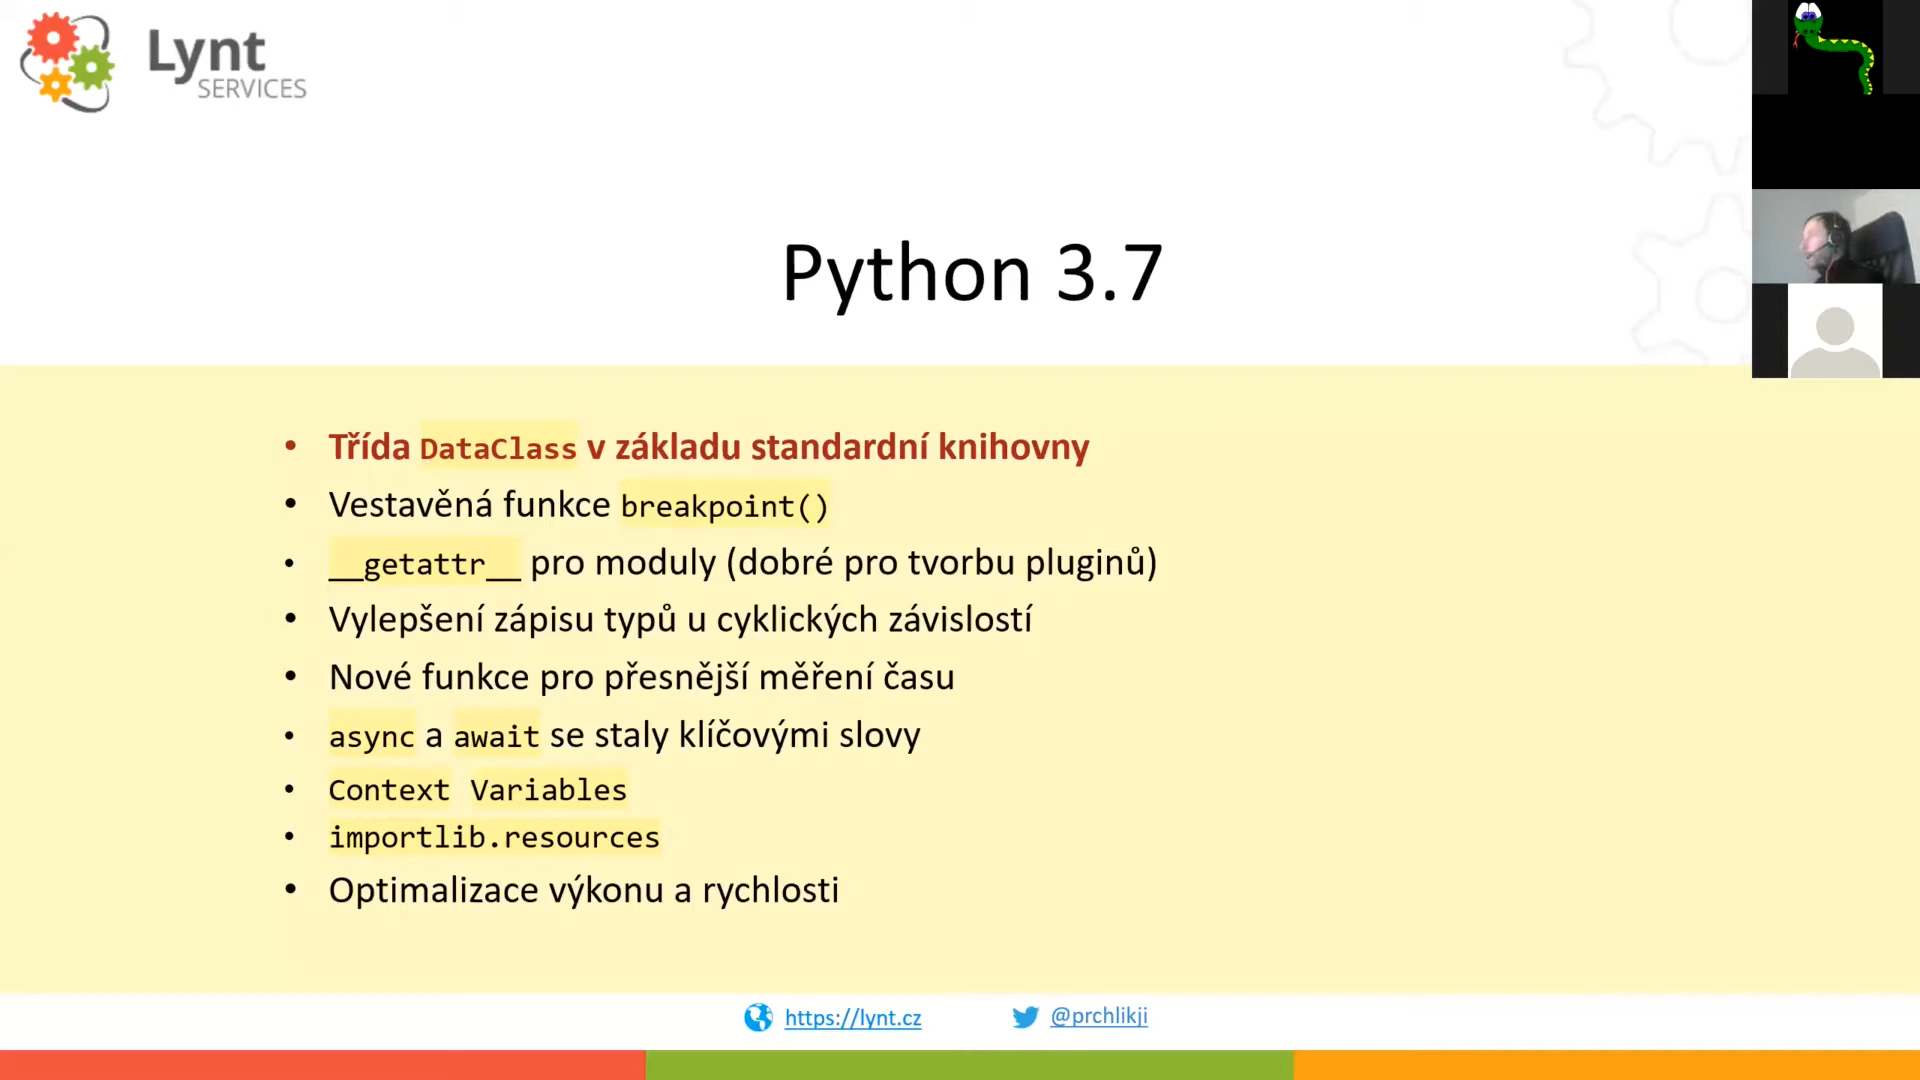 Lynt
SERVICES
Python 3.7
• Třída DataClass v základu standardní knihovny
• Vestavěná funkce breakpoint()
• __getattr__ pro moduly (dobré pro tvorbu pluginů)
• Vylepšení zápisu typů u cyklických závislostí
• Nové funkce pro přesnější měření času
• async a await se staly klíčovými slovy
• Context Variables
• importlib.resources
• Optimalizace výkonu a rychlosti
https://lynt.cz
@prchlikji